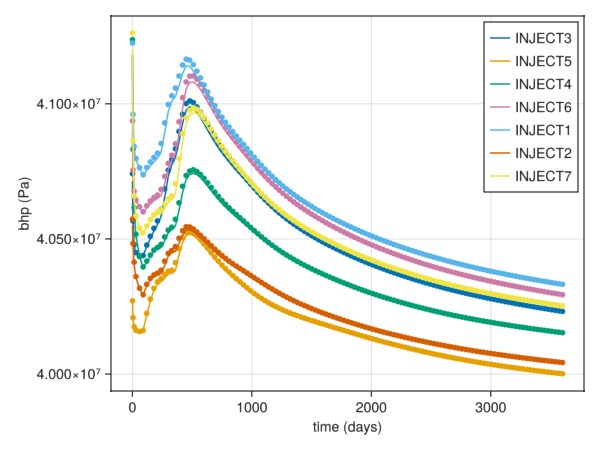 INJECT3
INJECT5
INJECT4
INJECT6
INJECT1
INJECT2
INJECT7
4.100×10⁷
4.050×10⁷
4.000×10⁷
bhp (Pa)
0 1000 2000 3000
time (days)